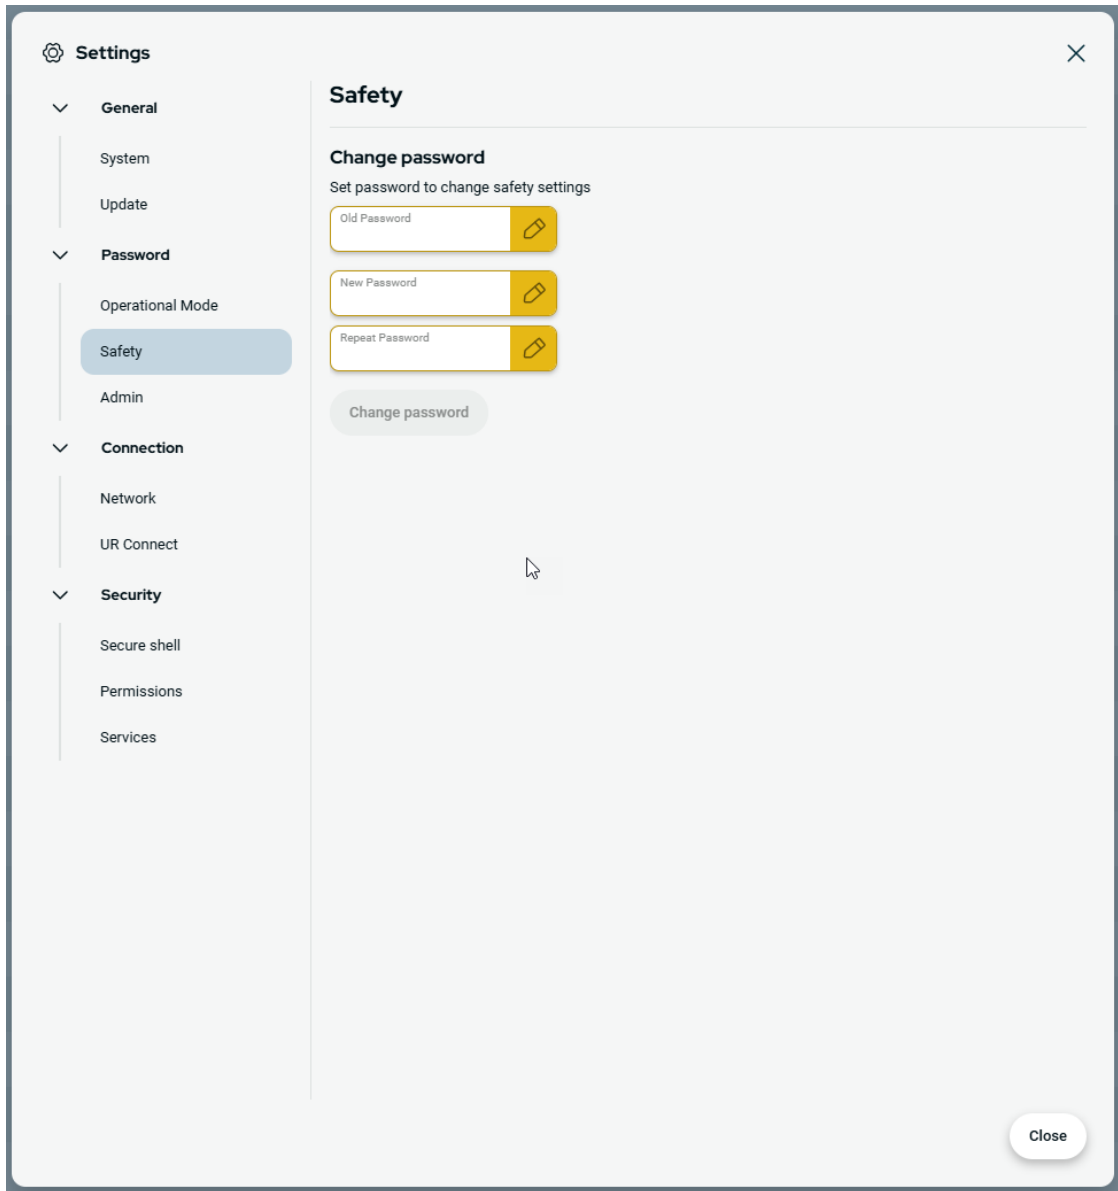 Settings
General
System
Update
Password
Operational Mode
Safety
Admin
Connection
Network
UR Connect
Security
Secure shell
Permissions
Services
Safety
Change password
Set password to change safety settings
Old Password
New Password
Repeat Password
Change password
Close